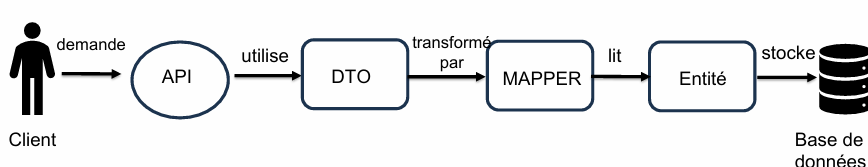 demande
utilise
transformé
par
lit
stocke
API
DTO
MAPPER
Entité
Client
Base de
données